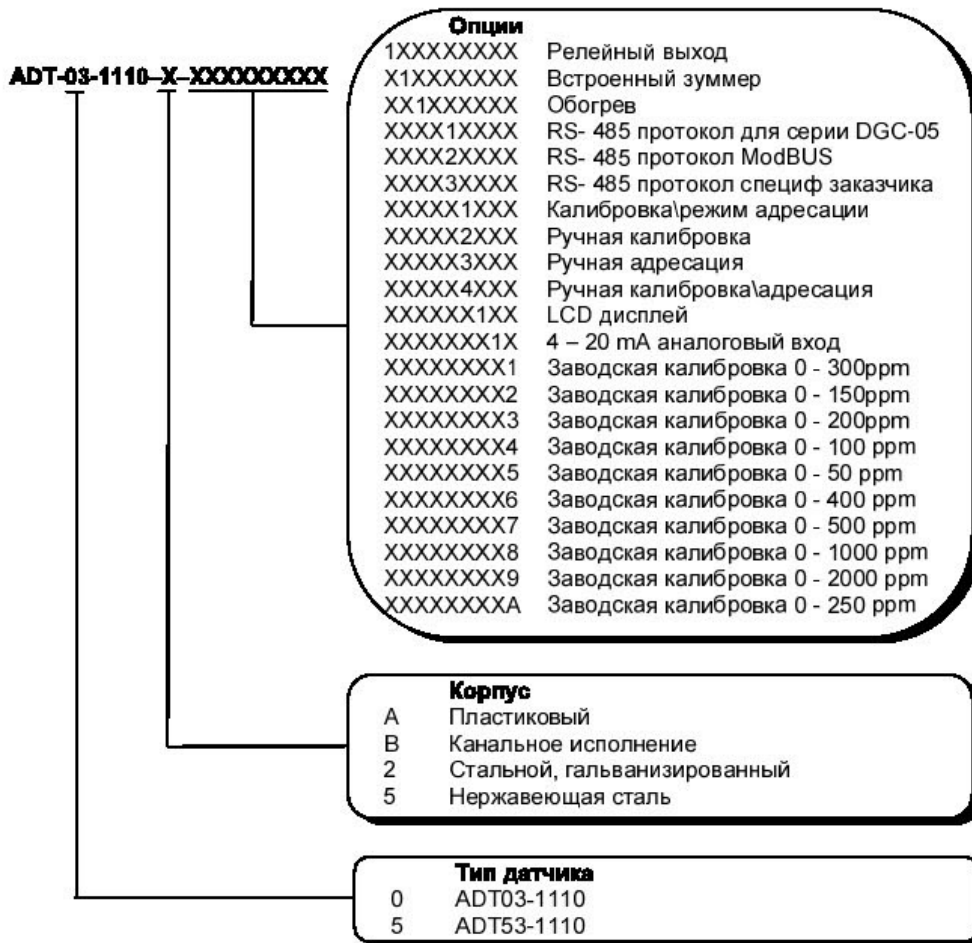 Опции
ADT-03-1110–X–XXXXXXXXX
1XXXXXXXX Релейный выход
X1XXXXXXX Встроенный зуммер
XX1XXXXXX Обогрев
XXXX1XXXX RS- 485 протокол для серии DGC-05
XXXX2XXXX RS- 485 протокол ModBUS
XXXX3XXXX RS- 485 протокол специф заказчика
XXXXX1XXX Калибровка\режим адресации
XXXXX2XXX Ручная калибровка
XXXXX3XXX Ручная адресация
XXXXX4XXX Ручная калибровка\адресация
XXXXXX1XX LCD дисплей
XXXXXXX1X 4 – 20 mA аналоговый вход
XXXXXXXX1 Заводская калибровка 0 - 300ppm
XXXXXXXX2 Заводская калибровка 0 - 150ppm
XXXXXXXX3 Заводская калибровка 0 - 200ppm
XXXXXXXX4 Заводская калибровка 0 - 100 ppm
XXXXXXXX5 Заводская калибровка 0 - 50 ppm
XXXXXXXX6 Заводская калибровка 0 - 400 ppm
XXXXXXXX7 Заводская калибровка 0 - 500 ppm
XXXXXXXX8 Заводская калибровка 0 - 1000 ppm
XXXXXXXX9 Заводская калибровка 0 - 2000 ppm
XXXXXXXXA Заводская калибровка 0 - 250 ppm
Корпус
A Пластиковый
B Канальное исполнение
2 Стальной, гальванизированный
5 Нержавеющая сталь
Тип датчика
0 ADT03-1110
5 ADT53-1110